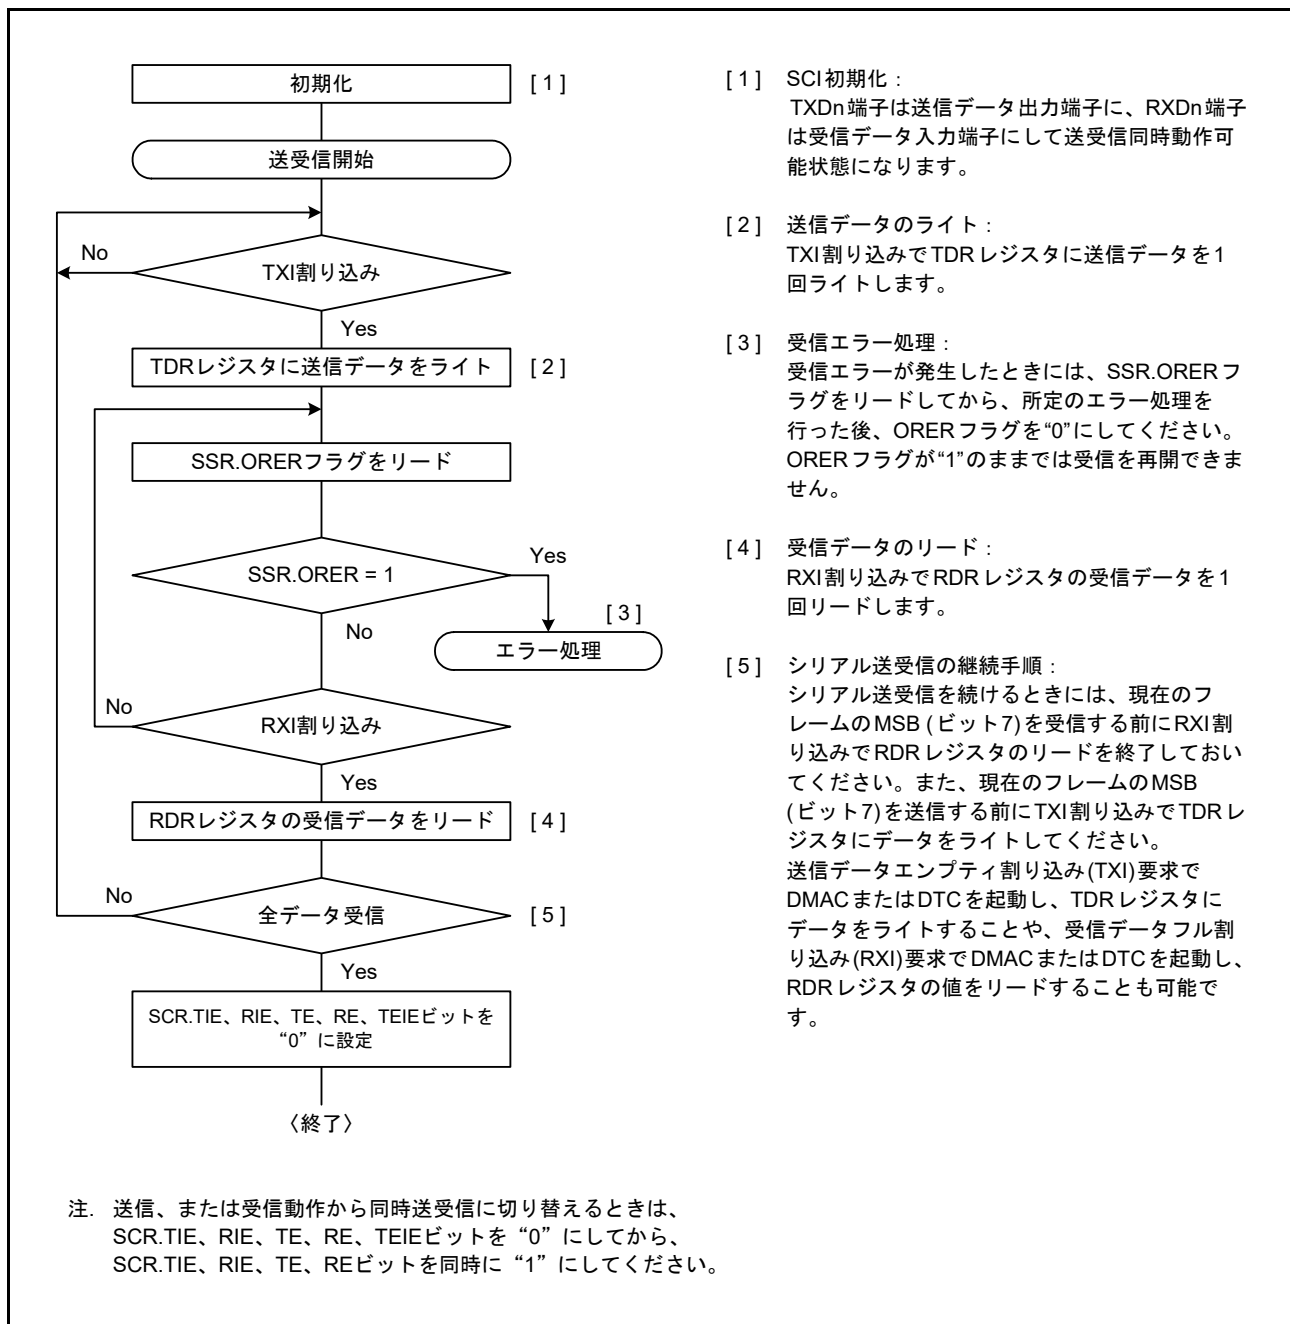 初期化
[ 1 ]
送受信開始
No
TXI割り込み
Yes
TDRレジスタに送信データをライト
[ 2 ]
SSR.ORERフラグをリード
SSR.ORER = 1
Yes
No
[ 3 ]
エラー処理
No
RXI割り込み
Yes
RDRレジスタの受信データをリード
[ 4 ]
No
全データ受信
[ 5 ]
Yes
SCR.TIE、RIE、TE、RE、TEIEビットを
“0”に設定
〈終了〉
[ 1 ] SCI初期化：
TXDn端子は送信データ出力端子に、RXDn端子
は受信データ入力端子にして送受信同時動作可
能状態になります。
[ 2 ] 送信データのライト：
TXI割り込みでTDRレジスタに送信データを1
回ライトします。
[ 3 ] 受信エラー処理：
受信エラーが発生したときには、SSR.ORERフ
ラグをリードしてから、所定のエラー処理を
行った後、ORERフラグを“0”にしてください。
ORERフラグが“1”のままでは受信を再開できま
せん。
[ 4 ] 受信データのリード：
RXI割り込みでRDRレジスタの受信データを1
回リードします。
[ 5 ] シリアル送受信の継続手順：
シリアル送受信を続けるときには、現在のフ
レームのMSB (ビット7)を受信する前にRXI割
り込みでRDRレジスタのリードを終了しておい
てください。また、現在のフレームのMSB
(ビット7)を送信する前にTXI割り込みでTDRレ
ジスタにデータをライトしてください。
送信データエンプティ割り込み(TXI)要求で
DMACまたはDTCを起動し、TDRレジスタに
データをライトすることや、受信データフル割
り込み(RXI)要求でDMACまたはDTCを起動し、
RDRレジスタの値をリードすることも可能で
す。
注. 送信、または受信動作から同時送受信に切り替えるときは、
SCR.TIE、RIE、TE、RE、TEIEビットを“0”にしてから、
SCR.TIE、RIE、TE、REビットを同時に“1”にしてください。